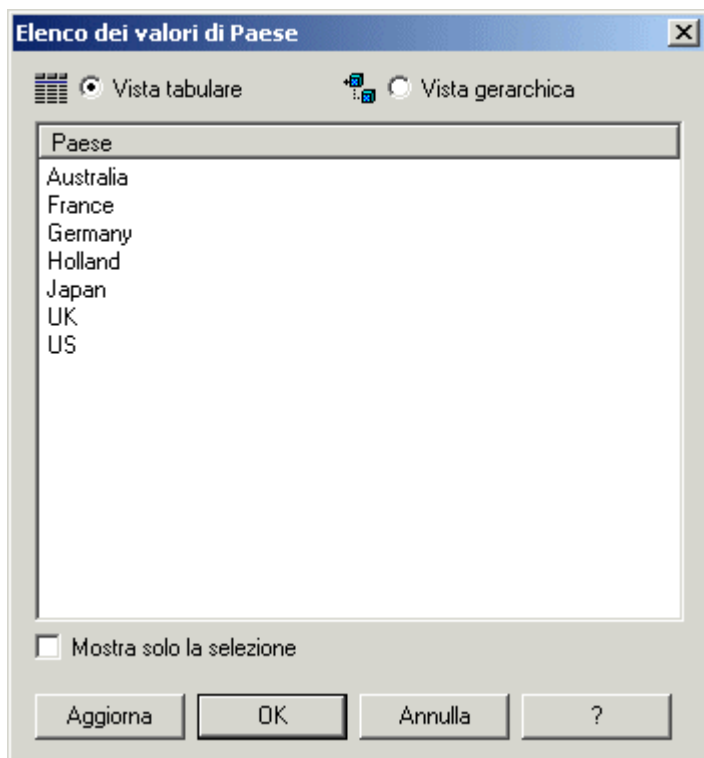 Elenco dei valori di Paese
Vista tabulare Vista gerarchica
Paese
Australia
France
Germany
Holland
Japan
UK
US
Mostra solo la selezione
Aggiorna OK Annulla ?